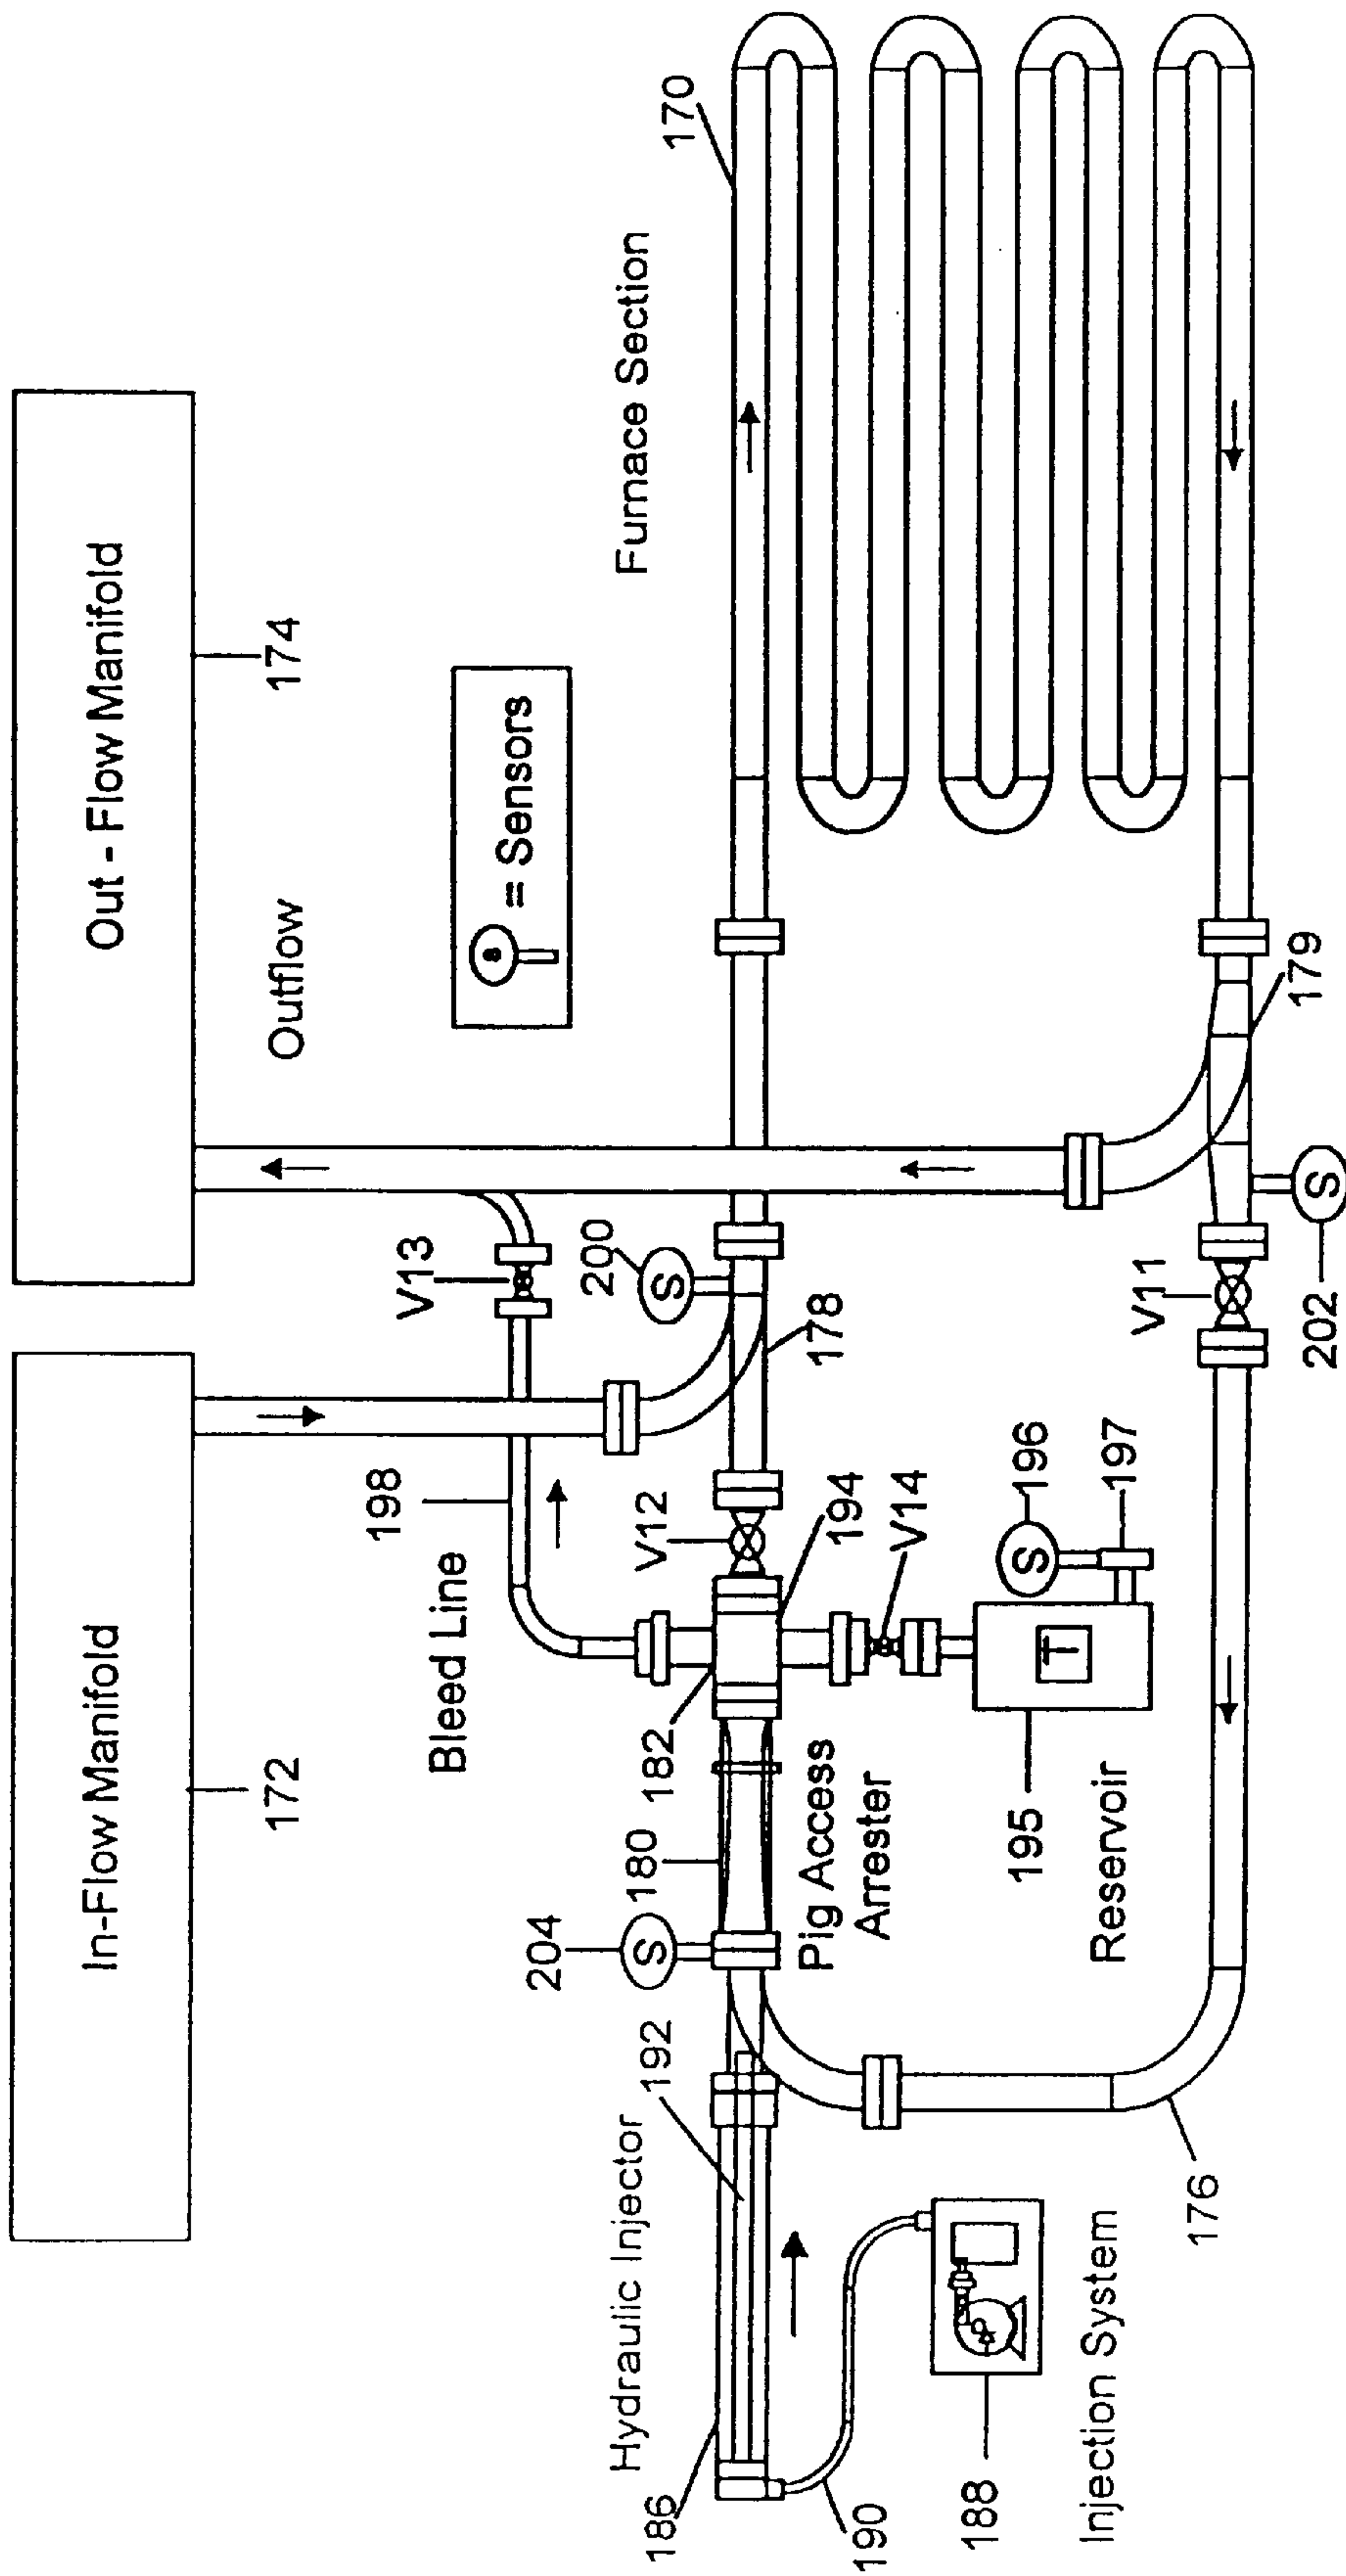 In-Flow Manifold
Out - Flow Manifold
172
174
Outflow
s = Sensors
Bleed Line
198
V13
Furnace Section
170
Hydraulic Injector
186
192
204
S
180
182
V12
200
S
178
194
V14
Pig Access
Arrester
190
188
Injection System
176
195
Reservoir
T
196
S
197
V11
202
S
179